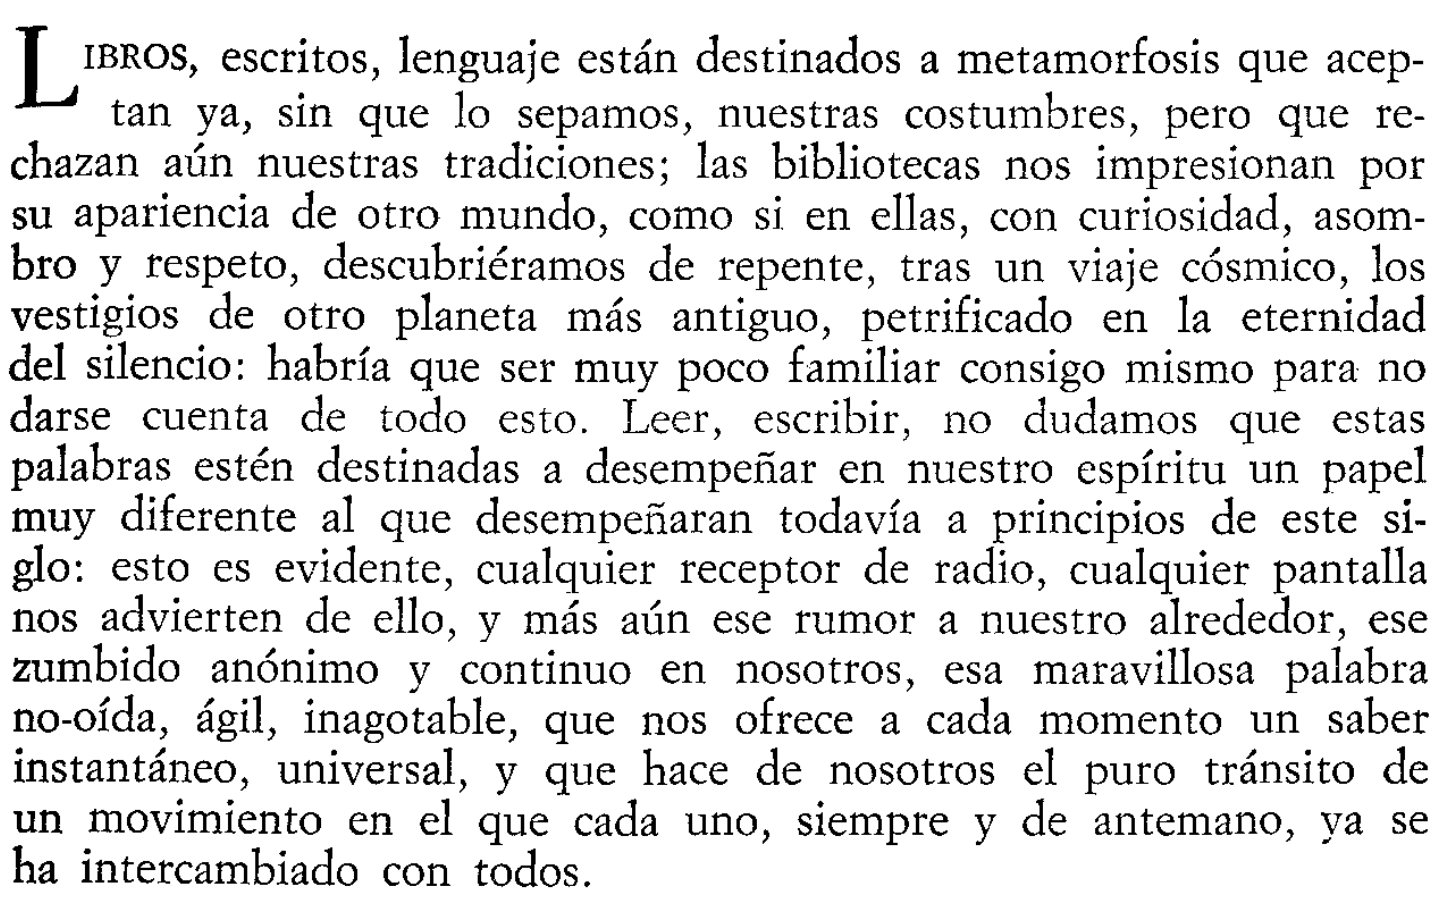 LIBROS, escritos, lenguaje están destinados a metamorfosis que acep-
tan ya, sin que lo sepamos, nuestras costumbres, pero que re-
chazan aún nuestras tradiciones; las bibliotecas nos impresionan por
su apariencia de otro mundo, como si en ellas, con curiosidad, asom-
bro y respeto, descubriéramos de repente, tras un viaje cósmico, los
vestigios de otro planeta más antiguo, petrificado en la eternidad
del silencio: habría que ser muy poco familiar consigo mismo para no
darse cuenta de todo esto. Leer, escribir, no dudamos que estas
palabras estén destinadas a desempeñar en nuestro espíritu un papel
muy diferente al que desempeñaran todavía a principios de este si-
glo: esto es evidente, cualquier receptor de radio, cualquier pantalla
nos advierten de ello, y más aún ese rumor a nuestro alrededor, ese
zumbido anónimo y continuo en nosotros, esa maravillosa palabra
no-oída, ágil, inagotable, que nos ofrece a cada momento un saber
instantáneo, universal, y que hace de nosotros el puro tránsito de
un movimiento en el que cada uno, siempre y de antemano, ya se
ha intercambiado con todos.